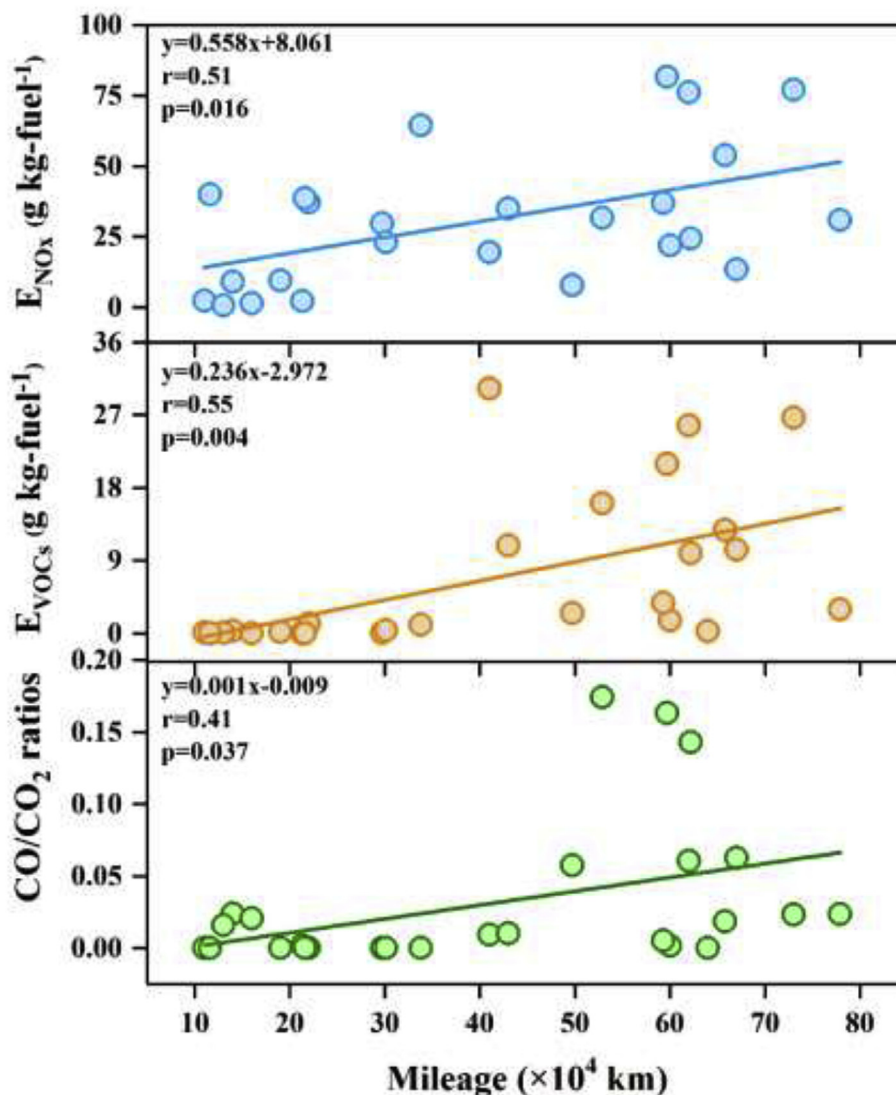 100
75
50
25
0
E_NOx (g kg-fuel⁻¹)
y=0.558x+8.061
r=0.51
p=0.016
36
27
18
9
0
E_VOCs (g kg-fuel⁻¹)
y=0.236x-2.972
r=0.55
p=0.004
0.20
0.15
0.10
0.05
0.00
CO/CO₂ ratios
y=0.001x-0.009
r=0.41
p=0.037
10 20 30 40 50 60 70 80
Mileage (×10⁴ km)